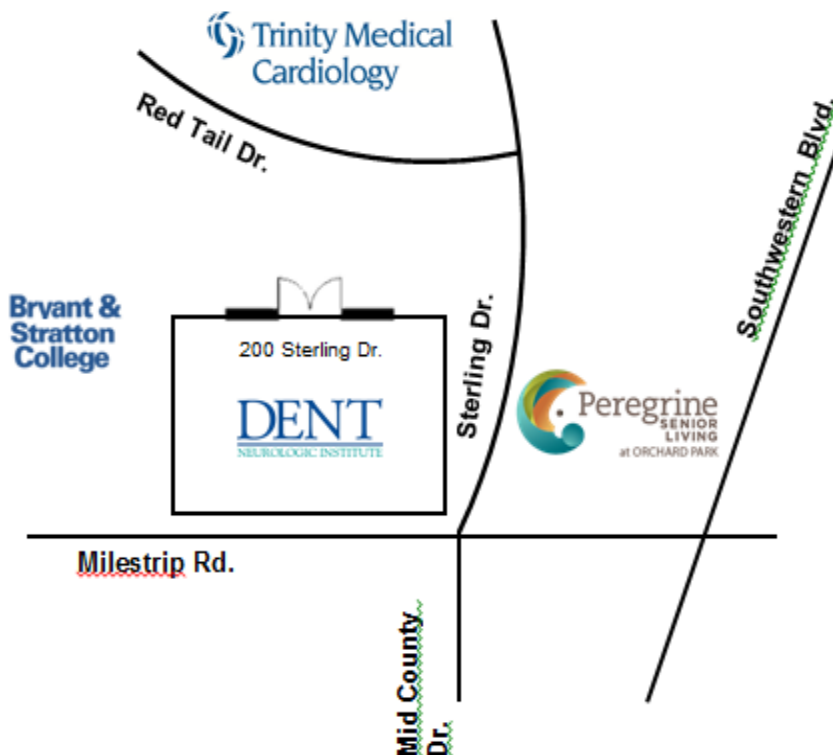 Trinity Medical
Cardiology
Red Tail Dr.
Southwestern Blvd.
Bryant &
Stratton
College
200 Sterling Dr.
DENT
NEUROLOGIC INSTITUTE
Sterling Dr.
Peregrine
SENIOR
LIVING
at ORCHARD PARK
Milestrip Rd.
Mid County
Dr.